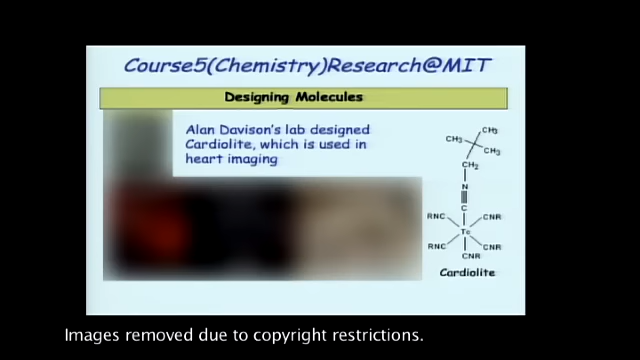 Course5(Chemistry)Research@MIT
Designing Molecules
Alan Davison's lab designed
Cardiolite, which is used in
heart imaging
CH₃
CH₃
CH₃
CH₂
N
C
RNC
CNR
Tc
RNC
CNR
CNR
Cardiolite
Images removed due to copyright restrictions.